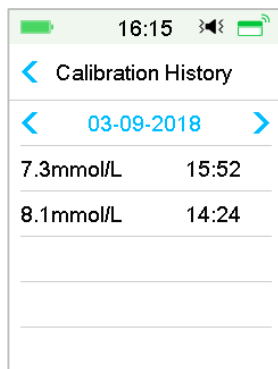 16:15
Calibration History
03-09-2018
7.3mmol/L 15:52
8.1mmol/L 14:24